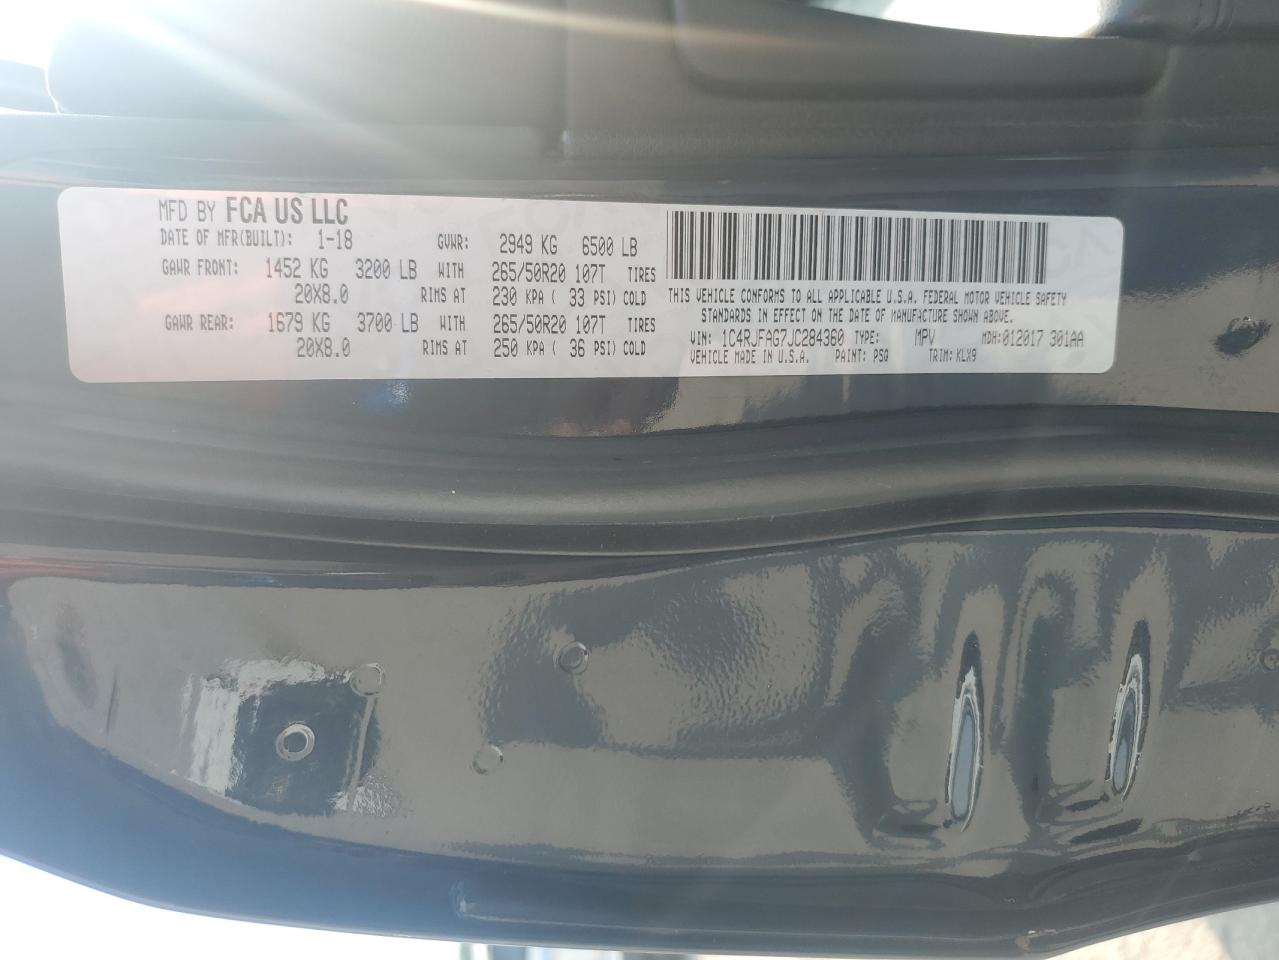 MFD BY FCA US LLC
DATE OF MFR(BUILT): 1-18 GVWR: 2949 KG 6500 LB
GAWR FRONT: 1452 KG 3200 LB WITH 265/50R20 107T TIRES
20X8.0 RIMS AT 230 KPA ( 33 PSI) COLD
GAWR REAR: 1679 KG 3700 LB WITH 265/50R20 107T TIRES
20X8.0 RIMS AT 250 KPA ( 36 PSI) COLD
THIS VEHICLE CONFORMS TO ALL APPLICABLE U.S.A. FEDERAL MOTOR VEHICLE SAFETY
STANDARDS IN EFFECT ON THE DATE OF MANUFACTURE SHOWN ABOVE.
VIN: 1C4RJFAG7JC284360 TYPE: MPV MDH:012017 301AA
VEHICLE MADE IN U.S.A. PAINT: PSQ TRIM: KLX9